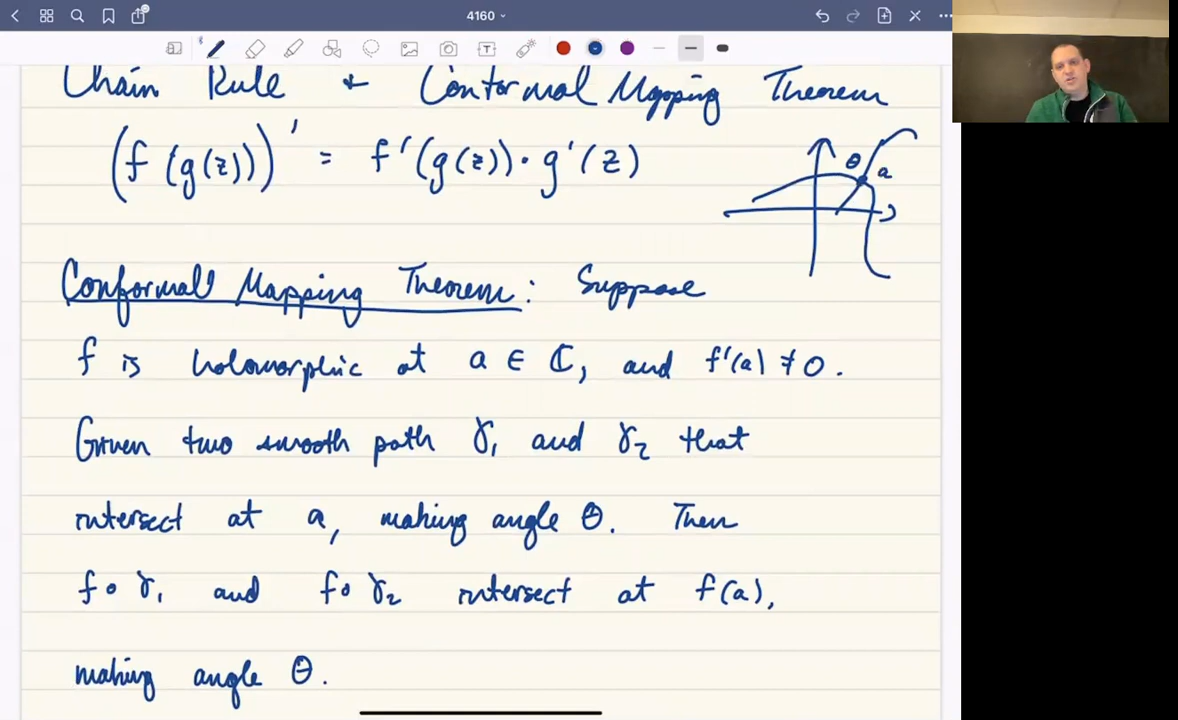 4160
Chain Rule & Conformal Mapping Theorem
(f (g(z)))' = f'(g(z)) · g'(z)
θ a
Conformal Mapping Theorem: Suppose
f is holomorphic at a ∈ ℂ, and f'(a) ≠ 0.
Given two smooth path γ₁ and γ₂ that
intersect at a, making angle θ. Then
f∘γ₁ and f∘γ₂ intersect at f(a),
making angle θ.